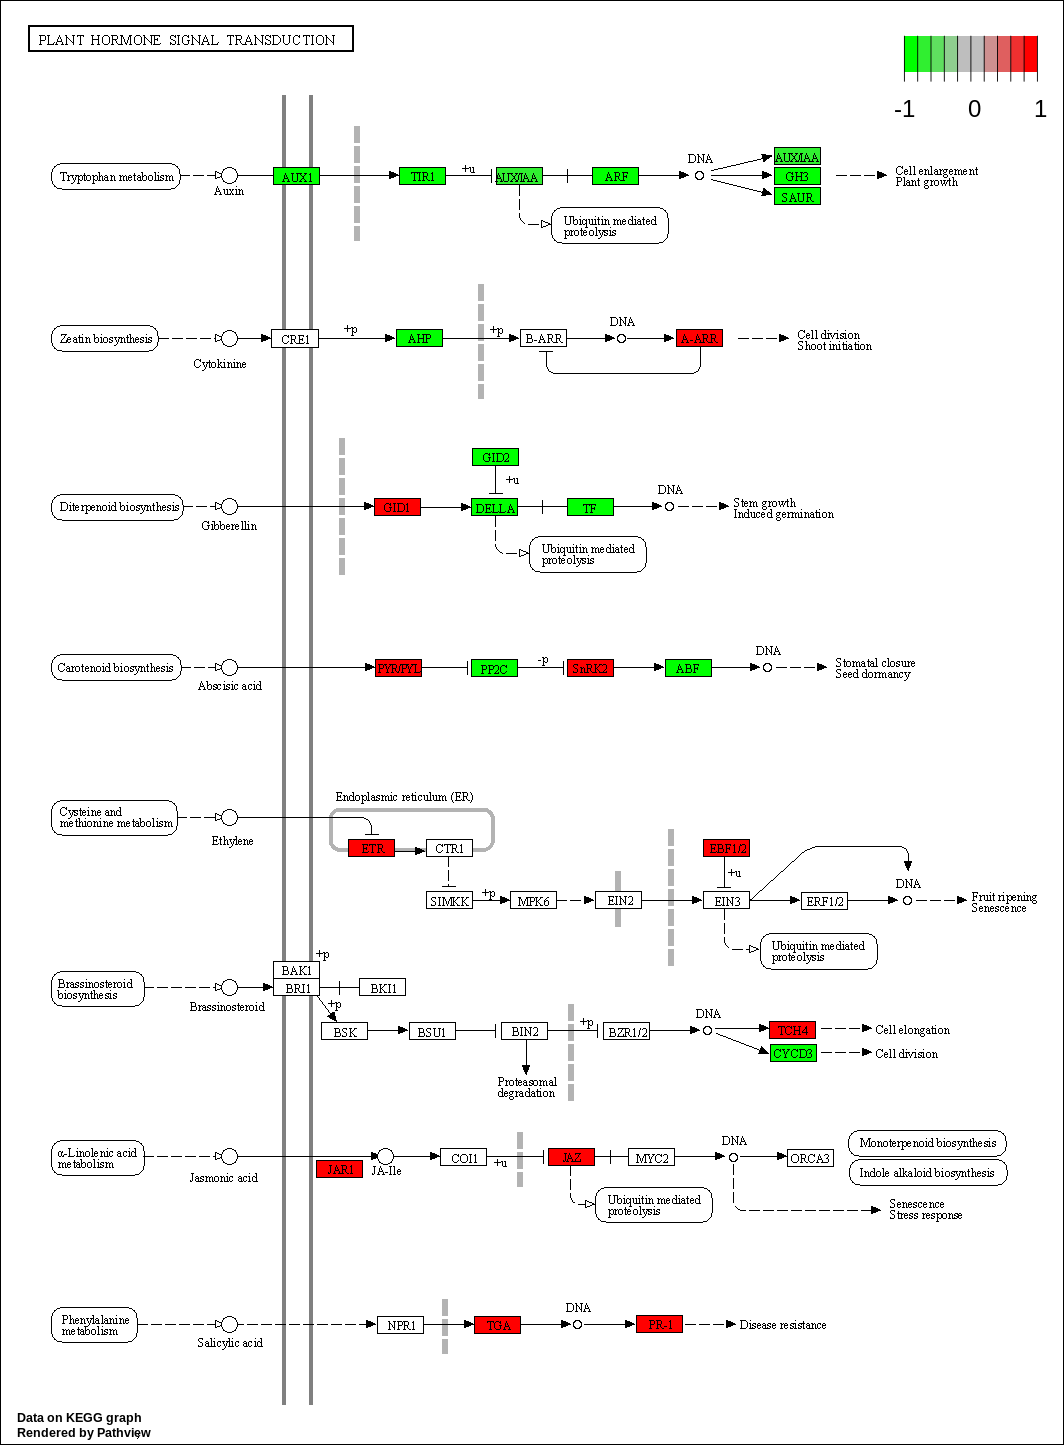 PLANT HORMONE SIGNAL TRANSDUCTION
-1 0 1
Tryptophan metabolism
Auxin
AUX1
TIR1
+u
AUX/IAA
ARF
DNA
AUX/IAA
GH3
SAUR
Cell enlargement
Plant growth
Ubiquitin mediated
proteolysis
Zeatin biosynthesis
Cytokinine
CRE1
+p
AHP
+p
B-ARR
DNA
A-ARR
Cell division
Shoot initiation
GID2
+u
Diterpenoid biosynthesis
Gibberellin
GID1
DELLA
TF
DNA
Stem growth
Induced germination
Ubiquitin mediated
proteolysis
Carotenoid biosynthesis
Abscisic acid
PYR/PYL
PP2C
-p
SnRK2
ABF
DNA
Stomatal closure
Seed dormancy
Endoplasmic reticulum (ER)
Cysteine and
methionine metabolism
Ethylene
ETR
CTR1
EBF1/2
+u
SIMKK
+p
MPK6
EIN2
EIN3
ERF1/2
DNA
Fruit ripening
Senescence
Ubiquitin mediated
proteolysis
Brassinosteroid
biosynthesis
Brassinosteroid
+p
BAK1
BRI1
BKI1
+p
BSK
BSU1
BIN2
+p
BZR1/2
DNA
TCH4
Cell elongation
CYCD3
Cell division
Proteasomal
degradation
α-Linolenic acid
metabolism
Jasmonic acid
JAR1
JA-Ile
COI1
+u
JAZ
MYC2
DNA
ORCA3
Monoterpenoid biosynthesis
Indole alkaloid biosynthesis
Ubiquitin mediated
proteolysis
Senescence
Stress response
Phenylalanine
metabolism
Salicylic acid
NPR1
TGA
DNA
PR-1
Disease resistance
Data on KEGG graph
Rendered by Pathview